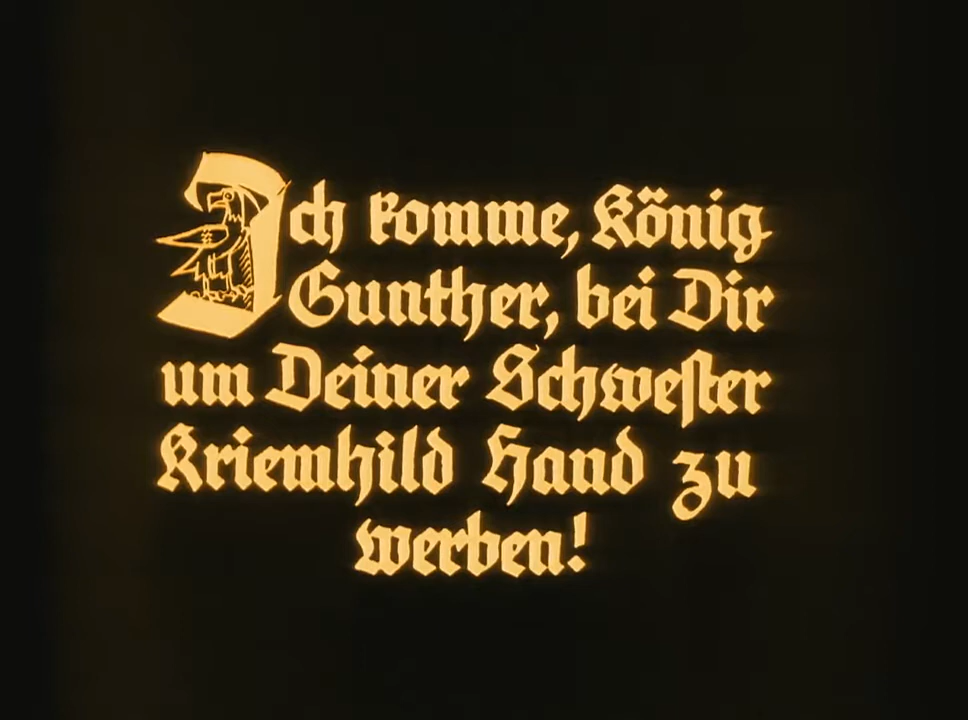 Ich komme, König
Gunther, bei Dir
um Deiner Schweſter
Kriemhild Hand zu
werben!